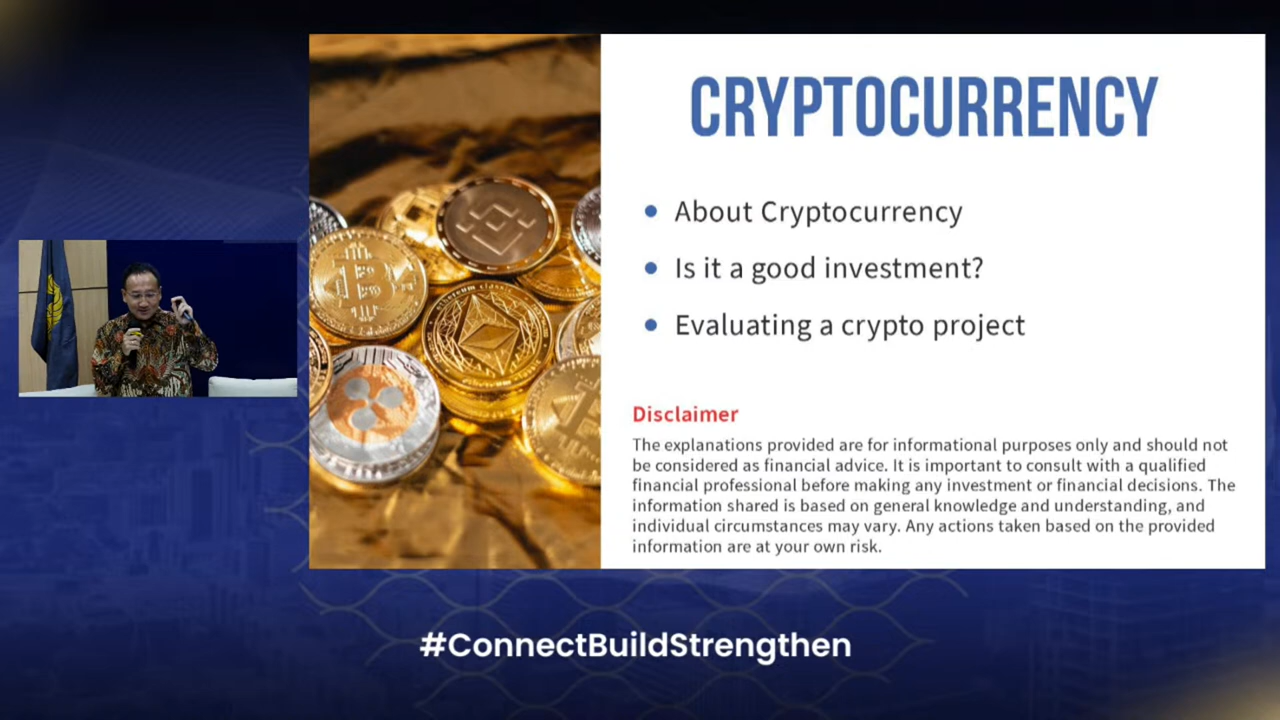 CRYPTOCURRENCY
About Cryptocurrency
Is it a good investment?
Evaluating a crypto project
Disclaimer
The explanations provided are for informational purposes only and should not
be considered as financial advice. It is important to consult with a qualified
financial professional before making any investment or financial decisions. The
information shared is based on general knowledge and understanding, and
individual circumstances may vary. Any actions taken based on the provided
information are at your own risk.
ethereum classic
#ConnectBuildStrengthen